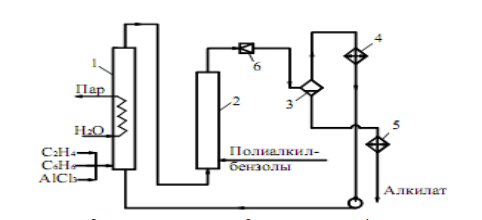 4
1
6
Пар
2
3
5
H₂O
C₂H₄
Полиалкил-
C₆H₆
бензолы
AlCl₃
Алкилат